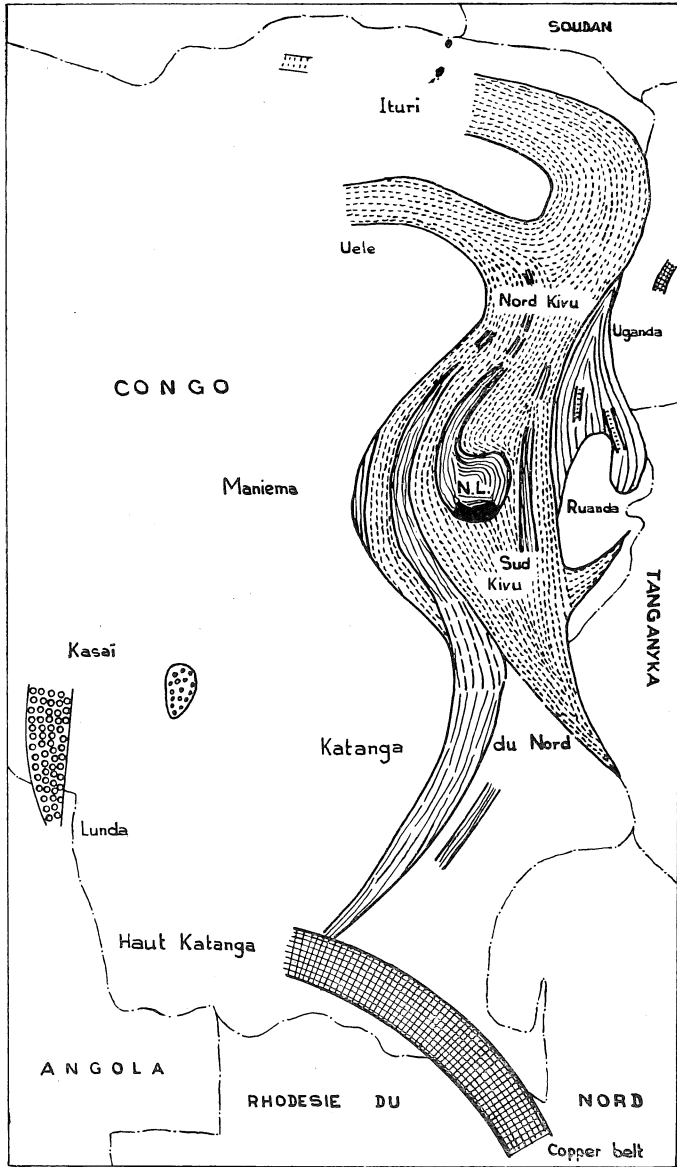 SOUDAN
Ituri
Uele
Nord Kivu
Uganda
CONGO
Maniema
N.L.
Ruanda
Sud
Kivu
TANGANYKA
Kasaï
Katanga
du Nord
Lunda
Haut Katanga
ANGOLA
RHODESIE DU NORD
Copper belt